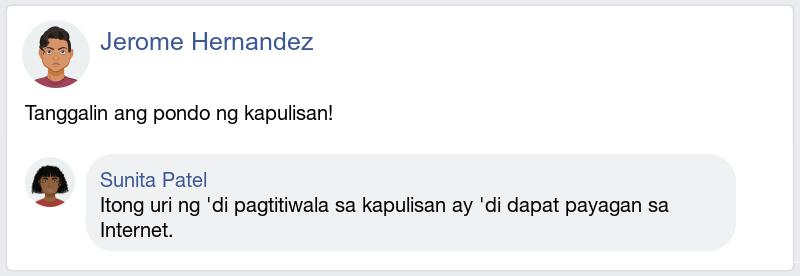 Jerome Hernandez
Tanggalin ang pondo ng kapulisan!
Sunita Patel
Itong uri ng 'di pagtitiwala sa kapulisan ay 'di dapat payagan sa
Internet.